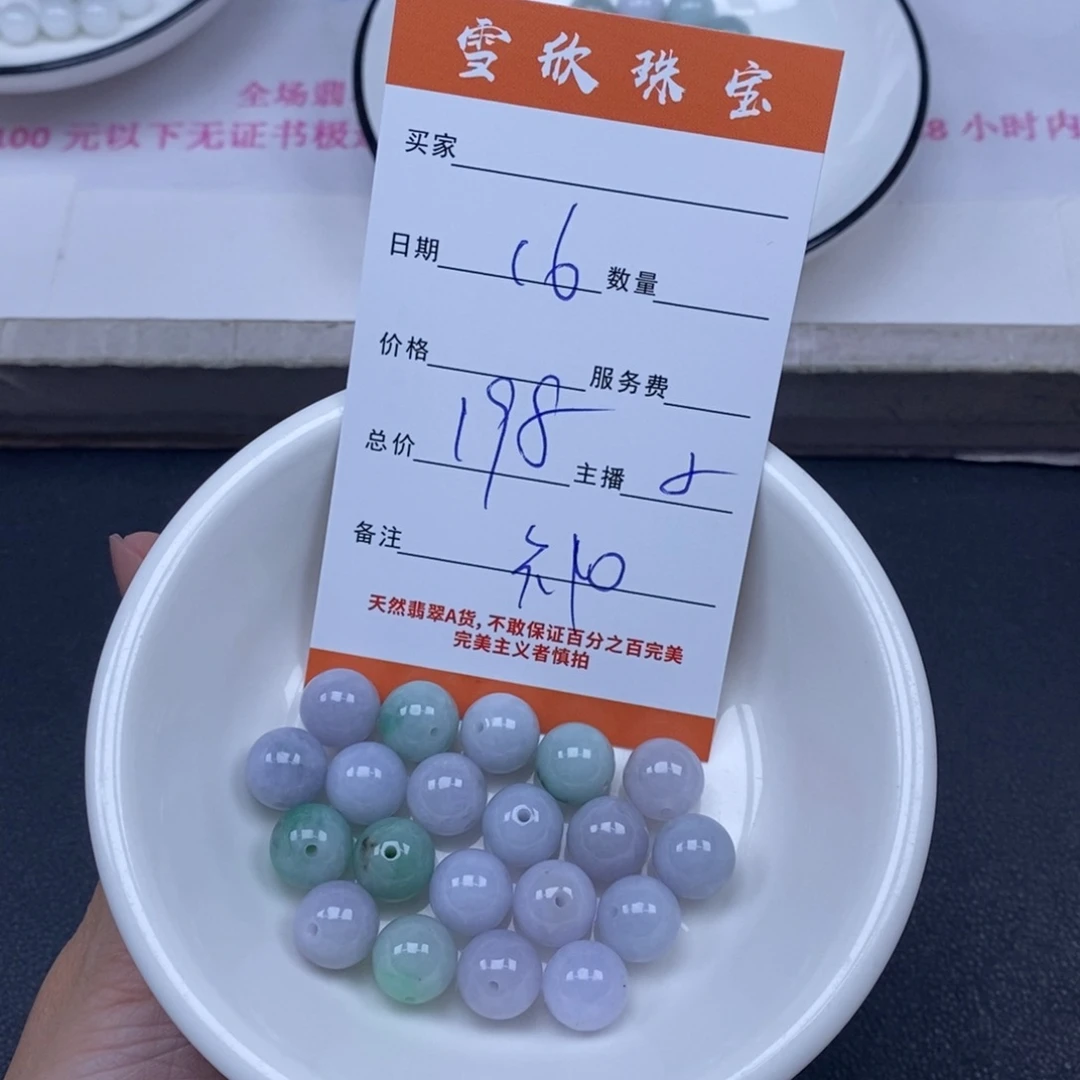 雪欣珠宝
全场翡
100 元以下无证书极
8 小时内
买家
日期 16 数量
价格 服务费
总价 198 主播
备注
天然翡翠A货,不敢保证百分之百完美
完美主义者慎拍